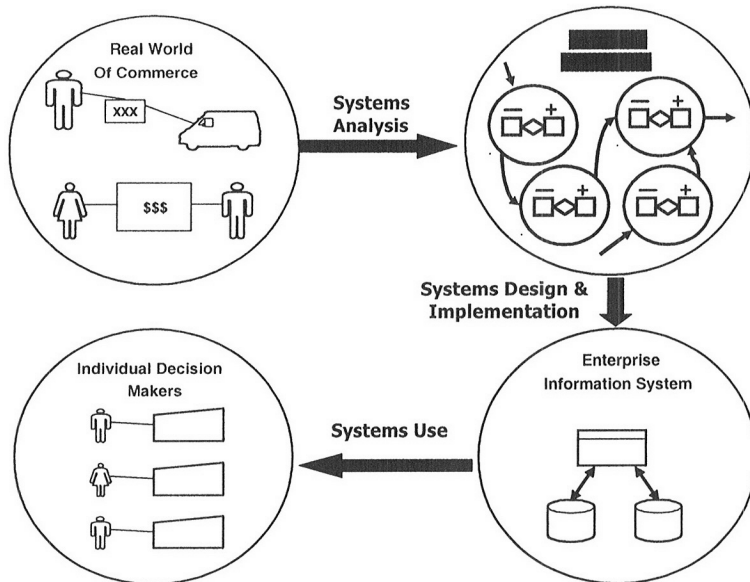 Real World
Of Commerce
XXX
$$$
Systems
Analysis
− +
− +
− +
− +
Systems Design &
Implementation
Individual Decision
Makers
Systems Use
Enterprise
Information System